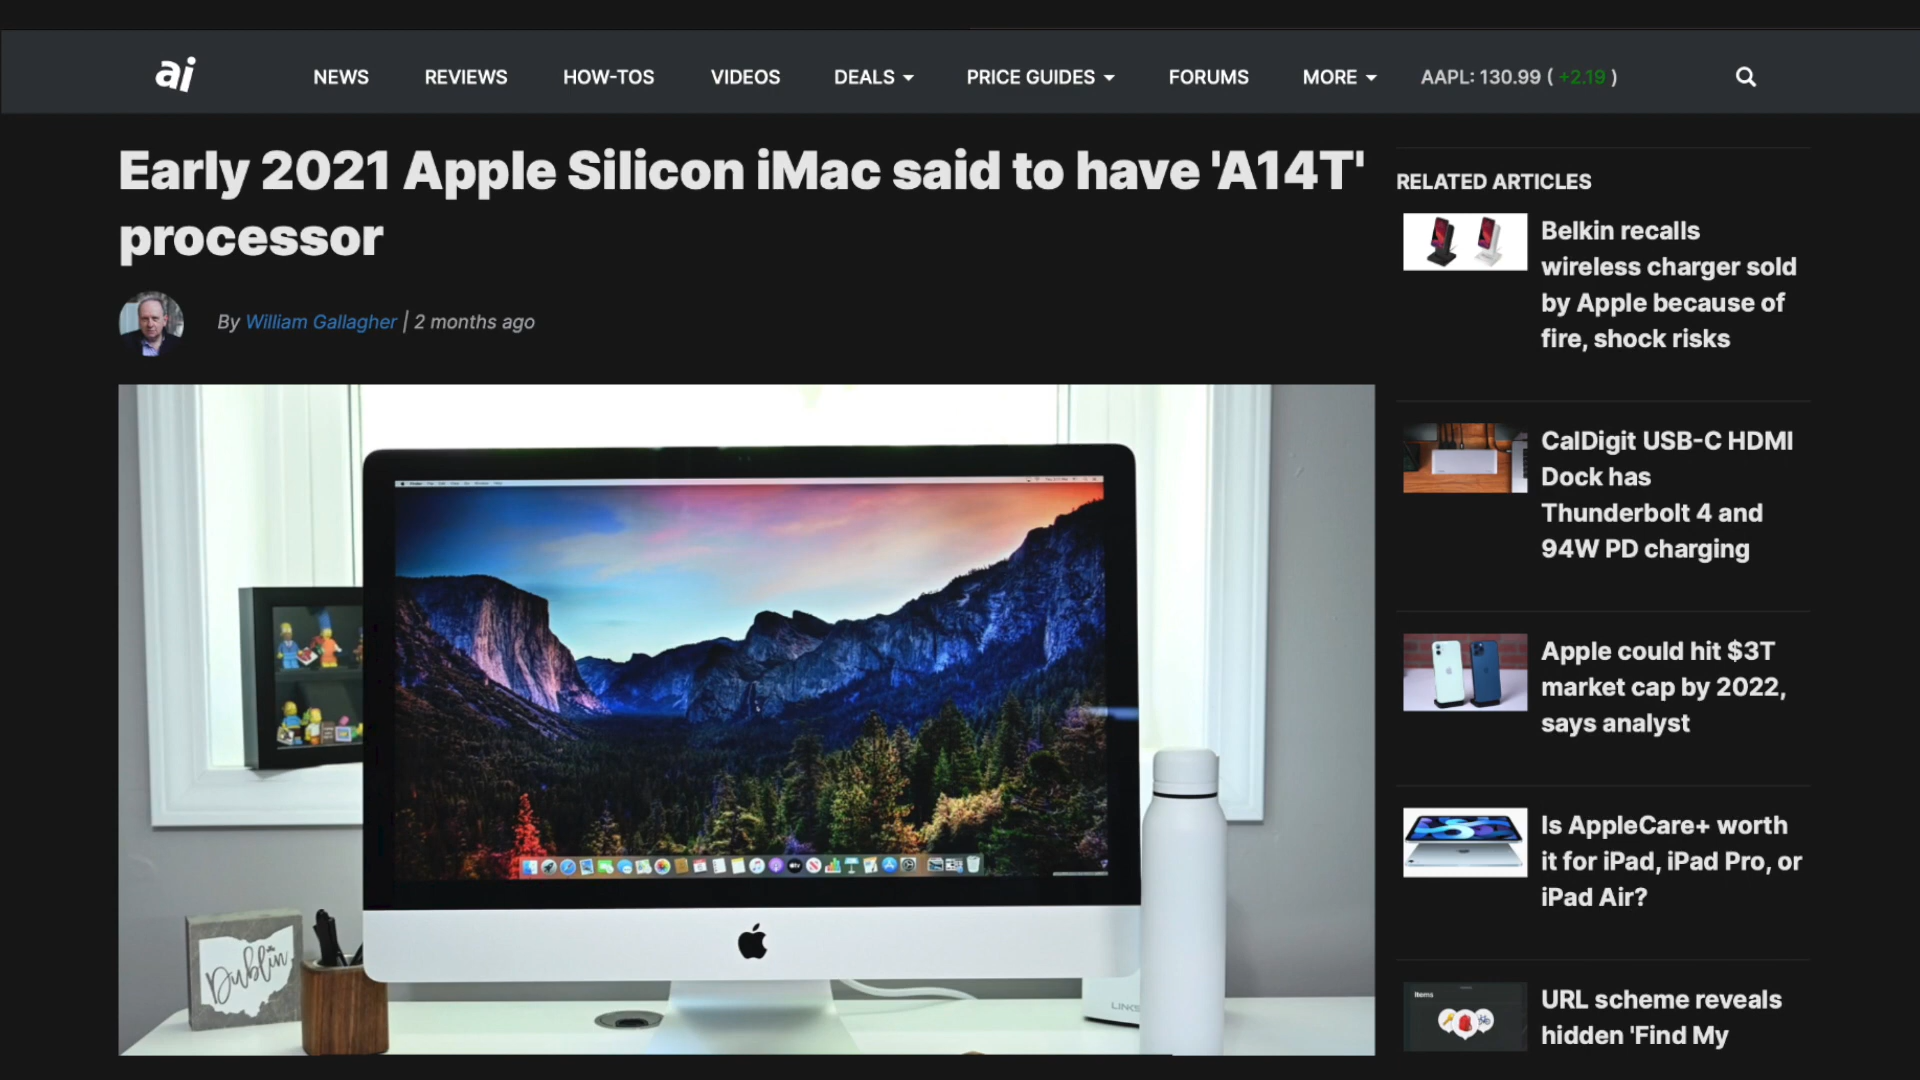 ai
NEWS
REVIEWS
HOW-TOS
VIDEOS
DEALS
PRICE GUIDES
FORUMS
MORE
AAPL: 130.99 ( +2.19 )
Early 2021 Apple Silicon iMac said to have 'A14T'
processor
By William Gallagher | 2 months ago
Dublin
LINKS
RELATED ARTICLES
Belkin recalls
wireless charger sold
by Apple because of
fire, shock risks
CalDigit USB-C HDMI
Dock has
Thunderbolt 4 and
94W PD charging
Apple could hit $3T
market cap by 2022,
says analyst
Is AppleCare+ worth
it for iPad, iPad Pro, or
iPad Air?
Items
URL scheme reveals
hidden 'Find My